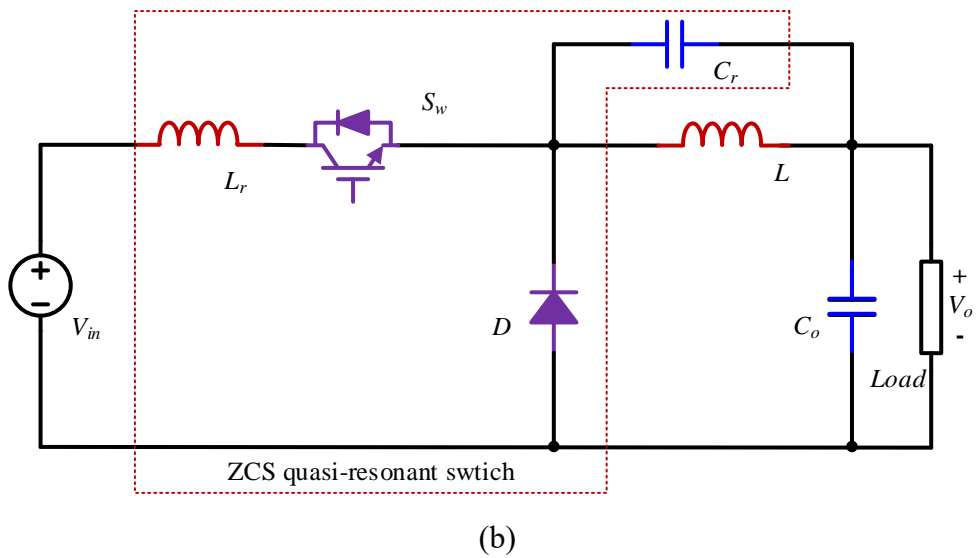 C_r
S_w
L_r
L
+
-
V_in
D
C_o
+
V_o
-
Load
ZCS quasi-resonant swtich
(b)